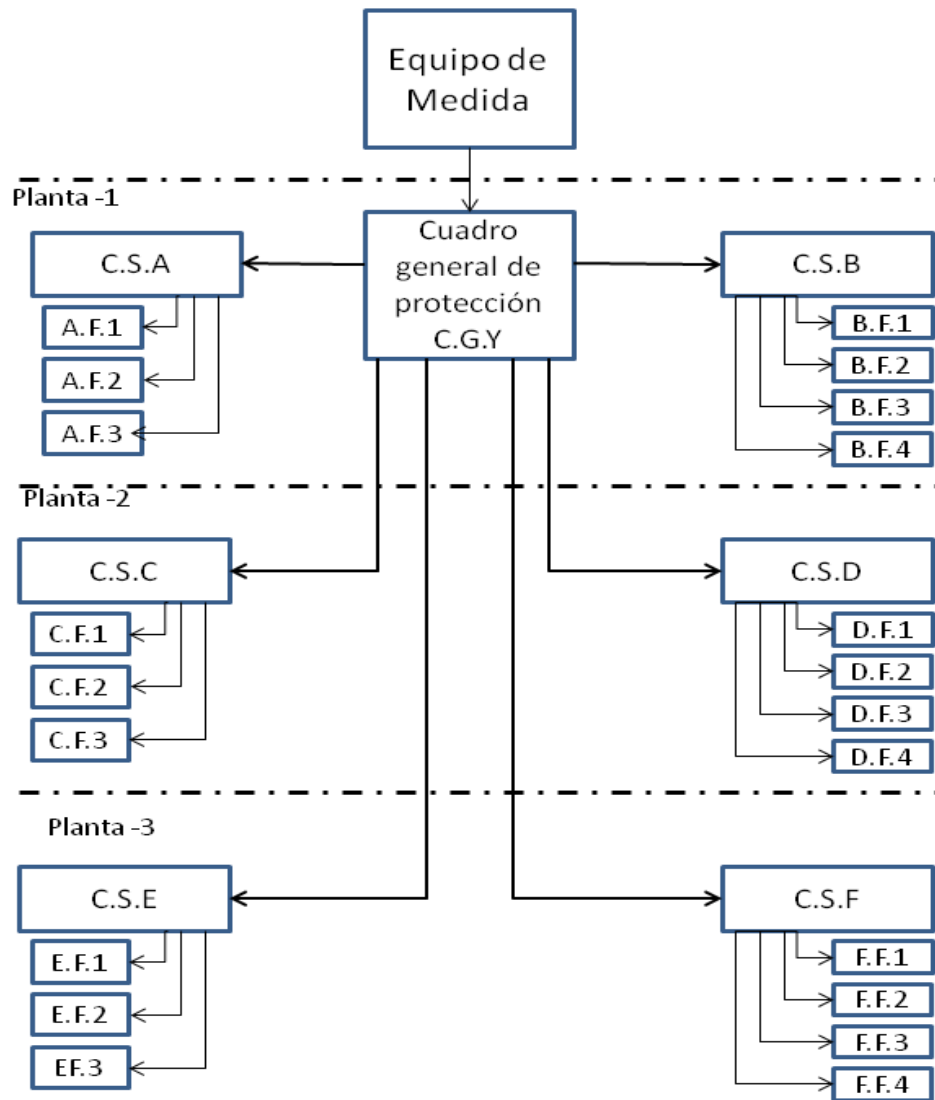 Equipo de
Medida
Planta -1
Cuadro
general de
protección
C.G.Y
C.S.A
A.F.1
A.F.2
A.F.3
C.S.B
B.F.1
B.F.2
B.F.3
B.F.4
Planta -2
C.S.C
C.F.1
C.F.2
C.F.3
C.S.D
D.F.1
D.F.2
D.F.3
D.F.4
Planta -3
C.S.E
E.F.1
E.F.2
EF.3
C.S.F
F.F.1
F.F.2
F.F.3
F.F.4